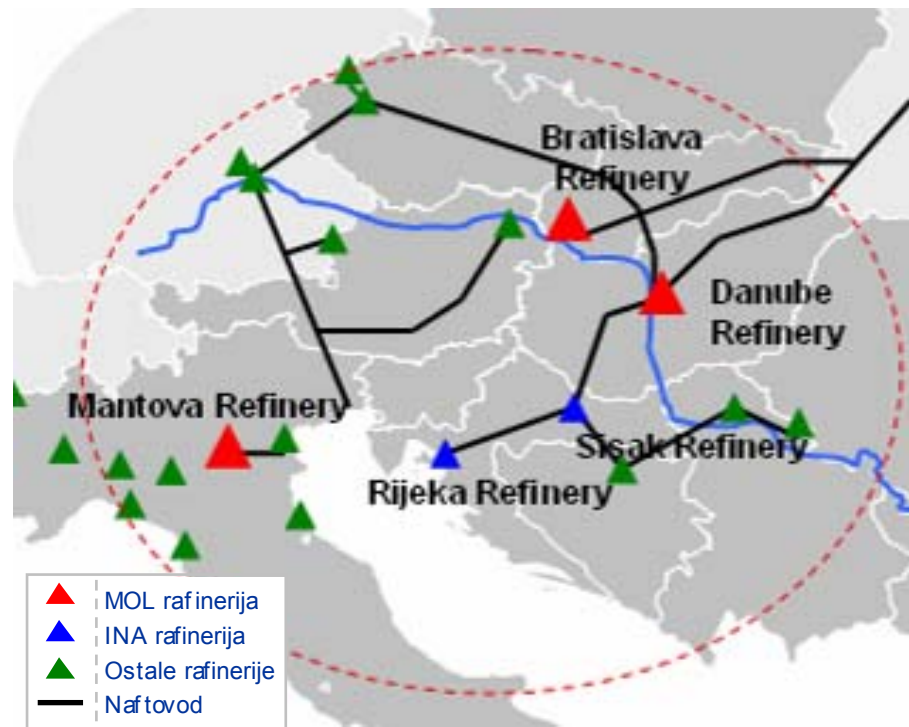 Bratislava
Refinery
Danube
Refinery
Mantova Refinery
Sisak Refinery
Rijeka Refinery
MOL rafinerija
INA rafinerija
Ostale rafinerije
Naftovod